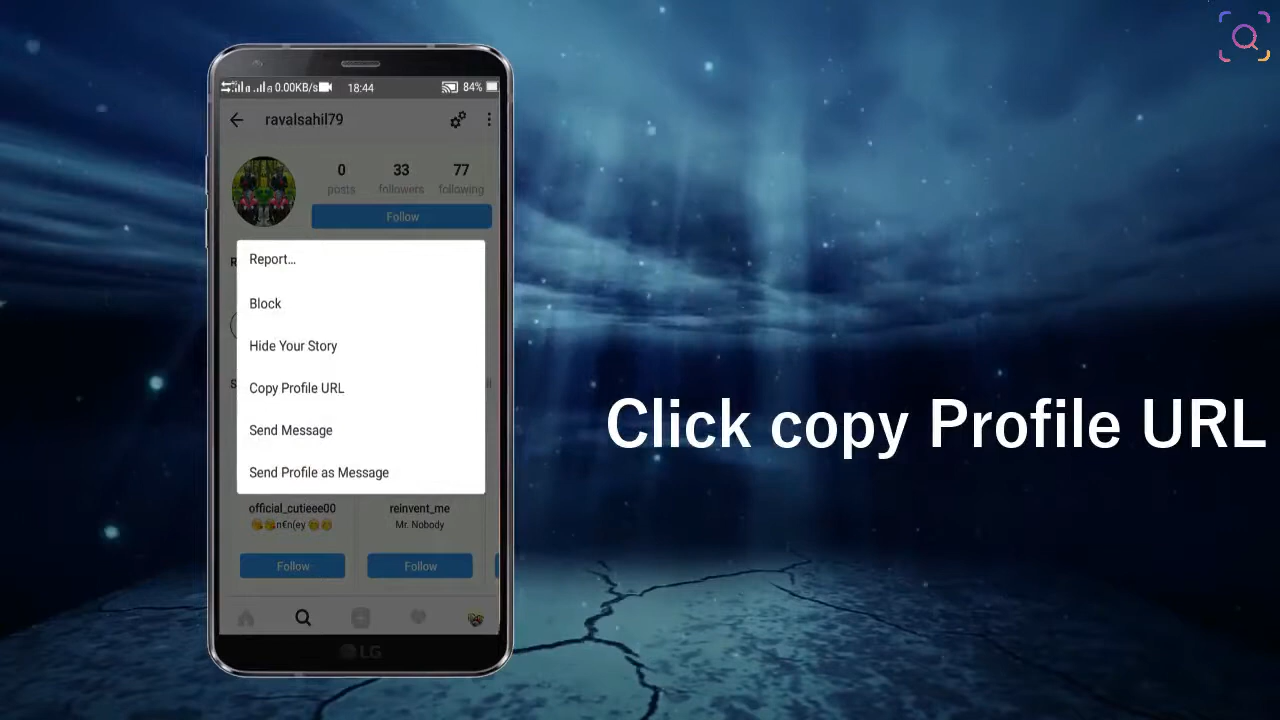 0.00KB/s 18:44 84%
ravalsahil79
0 33 77
posts followers following
Follow
Report...
Block
Hide Your Story
Copy Profile URL
Send Message
Send Profile as Message
official_cutieee00 reinvent_me
Mr. Nobody
Follow Follow
LG
Click copy Profile URL